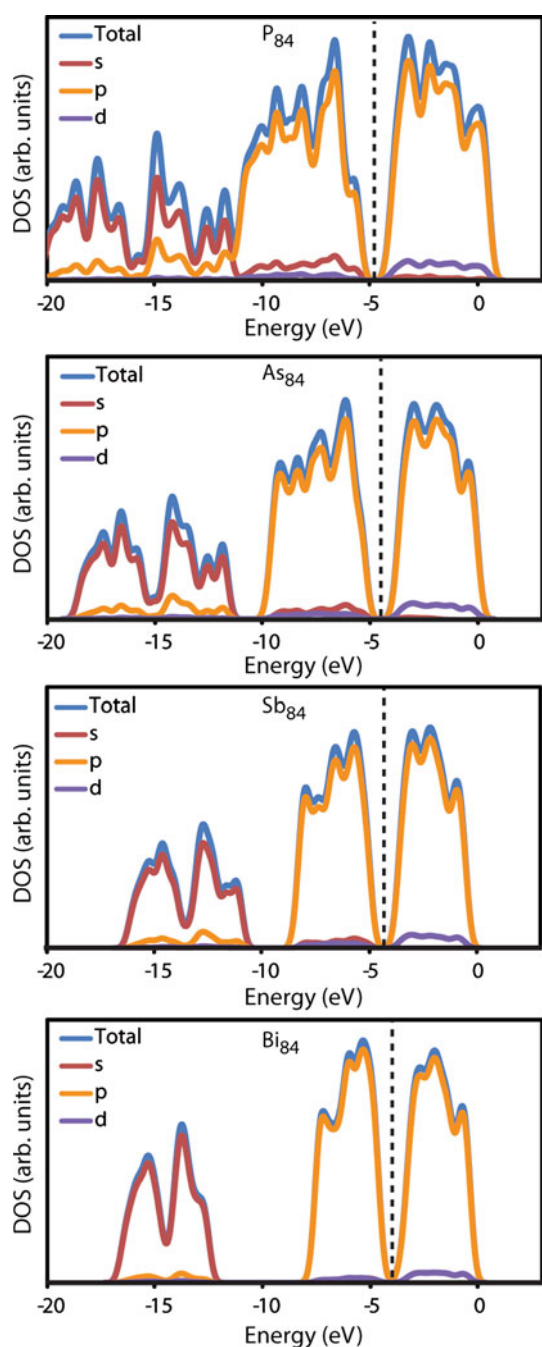 DOS (arb. units)
Total
s
p
d
P84
-20 -15 -10 -5 0
Energy (eV)
DOS (arb. units)
Total
s
p
d
As84
-20 -15 -10 -5 0
Energy (eV)
DOS (arb. units)
Total
s
p
d
Sb84
-20 -15 -10 -5 0
Energy (eV)
DOS (arb. units)
Total
s
p
d
Bi84
-20 -15 -10 -5 0
Energy (eV)